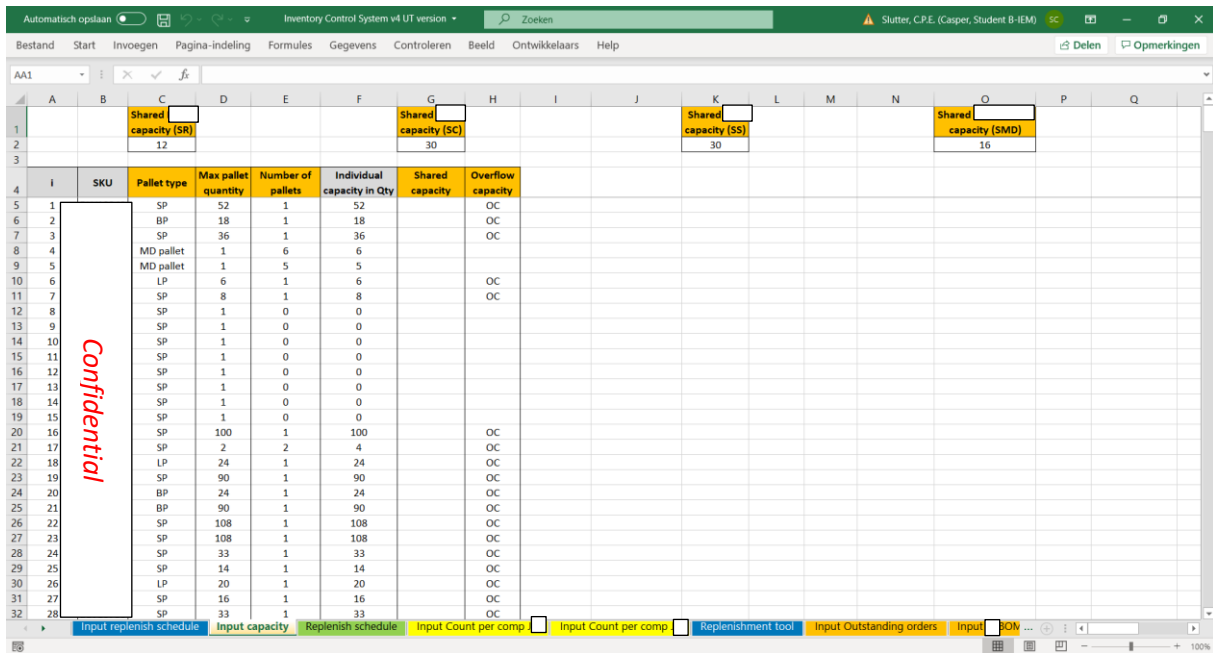 Automatisch opslaan Inventory Control System v4 UT version Zoeken Slutter, C.P.E. (Casper, Student B-IEM) SC
Bestand Start Invoegen Pagina-indeling Formules Gegevens Controleren Beeld Ontwikkelaars Help Delen Opmerkingen
AA1 fx
A B C D E F G H I J K L M N O P Q
Shared Shared Shared Shared
1 capacity (SR) capacity (SC) capacity (SS) capacity (SMD)
2 12 30 30 16
3
4 i SKU Pallet type Max pallet quantity Number of pallets Individual capacity in Qty Shared capacity Overflow capacity
5 1 SP 52 1 52 OC
6 2 BP 18 1 18 OC
7 3 SP 36 1 36 OC
8 4 MD pallet 1 6 6
9 5 MD pallet 1 5 5
10 6 LP 6 1 6 OC
11 7 SP 8 1 8 OC
12 8 SP 1 0 0
13 9 SP 1 0 0
14 10 SP 1 0 0
15 11 SP 1 0 0
16 12 SP 1 0 0
17 13 SP 1 0 0
18 14 SP 1 0 0
19 15 SP 1 0 0
20 16 SP 100 1 100 OC
21 17 SP 2 2 4 OC
22 18 LP 24 1 24 OC
23 19 SP 90 1 90 OC
24 20 BP 24 1 24 OC
25 21 BP 90 1 90 OC
26 22 SP 108 1 108 OC
27 23 SP 108 1 108 OC
28 24 SP 33 1 33 OC
29 25 SP 14 1 14 OC
30 26 LP 20 1 20 OC
31 27 SP 16 1 16 OC
32 28 SP 33 1 33 OC
Confidential
Input replenish schedule Input capacity Replenish schedule Input Count per comp Input Count per comp Replenishment tool Input Outstanding orders Input BOM ...
100%